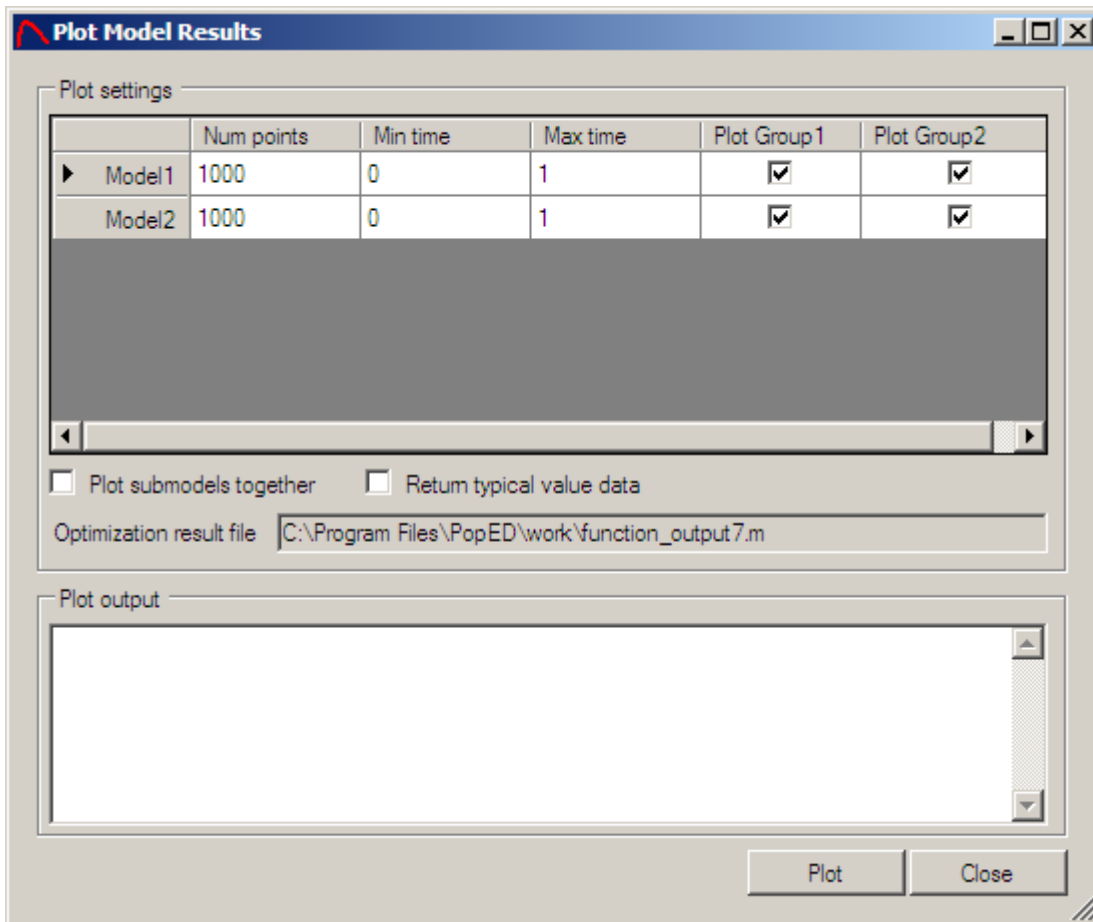 Plot Model Results
Plot settings
Num points Min time Max time Plot Group1 Plot Group2
Model1 1000 0 1
Model2 1000 0 1
Plot submodels together Return typical value data
Optimization result file C:\Program Files\PopED\work\function_output7.m
Plot output
Plot Close